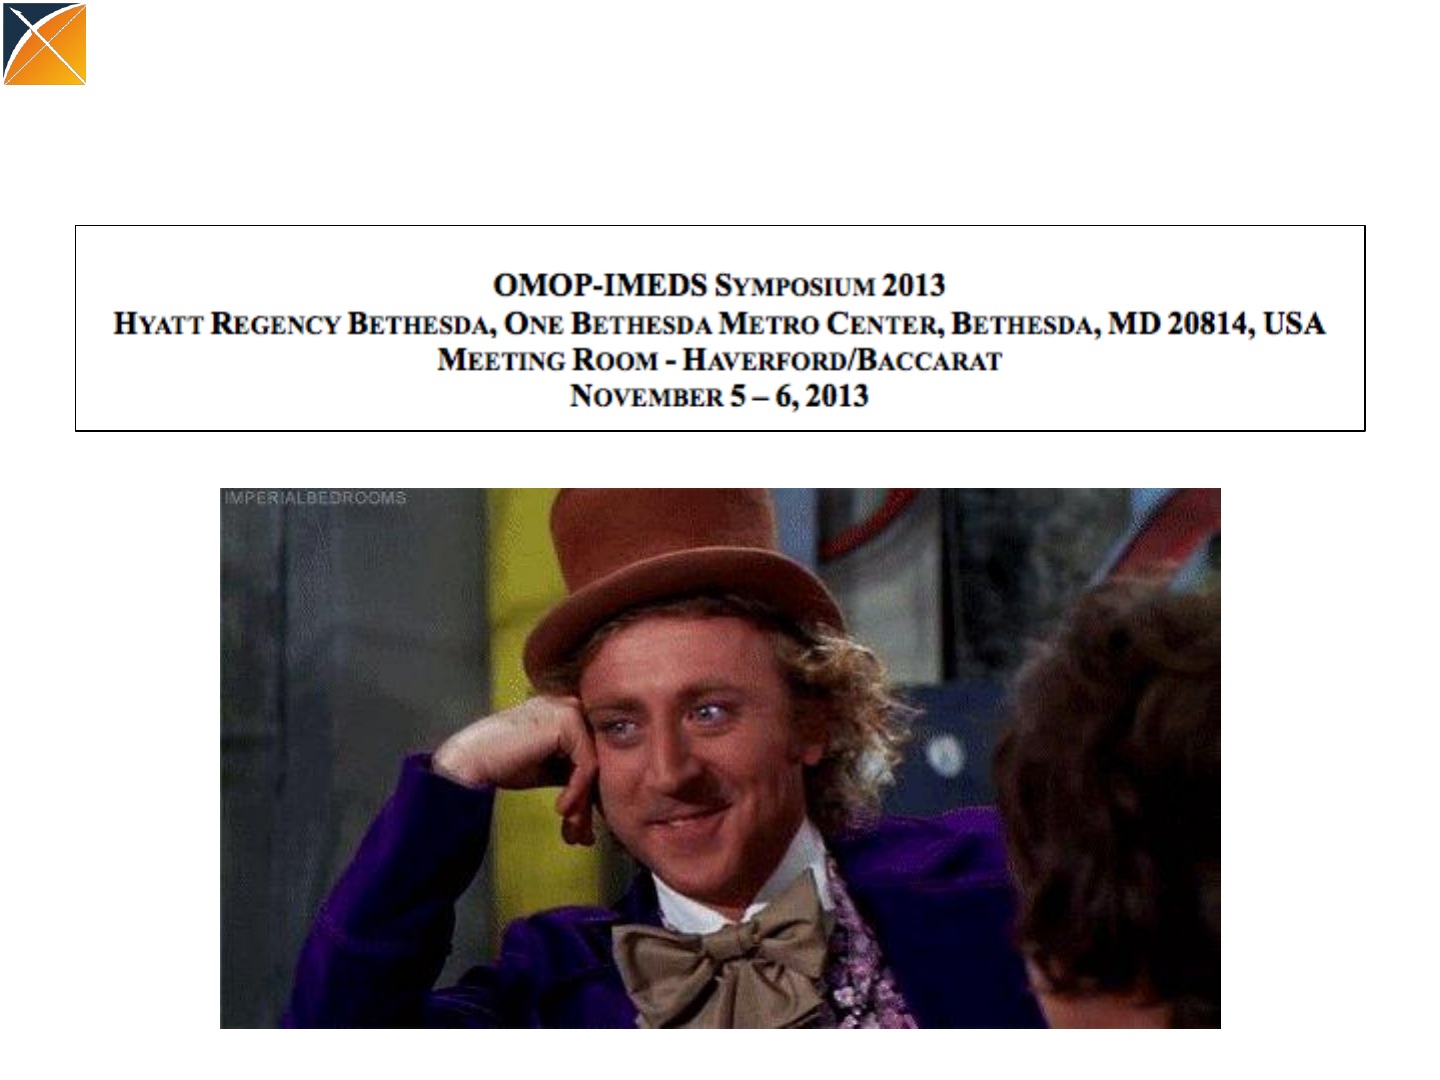 OMOP-IMEDS SYMPOSIUM 2013
HYATT REGENCY BETHESDA, ONE BETHESDA METRO CENTER, BETHESDA, MD 20814, USA
MEETING ROOM - HAVERFORD/BACCARAT
NOVEMBER 5 – 6, 2013
IMPERIALBEDROOMS